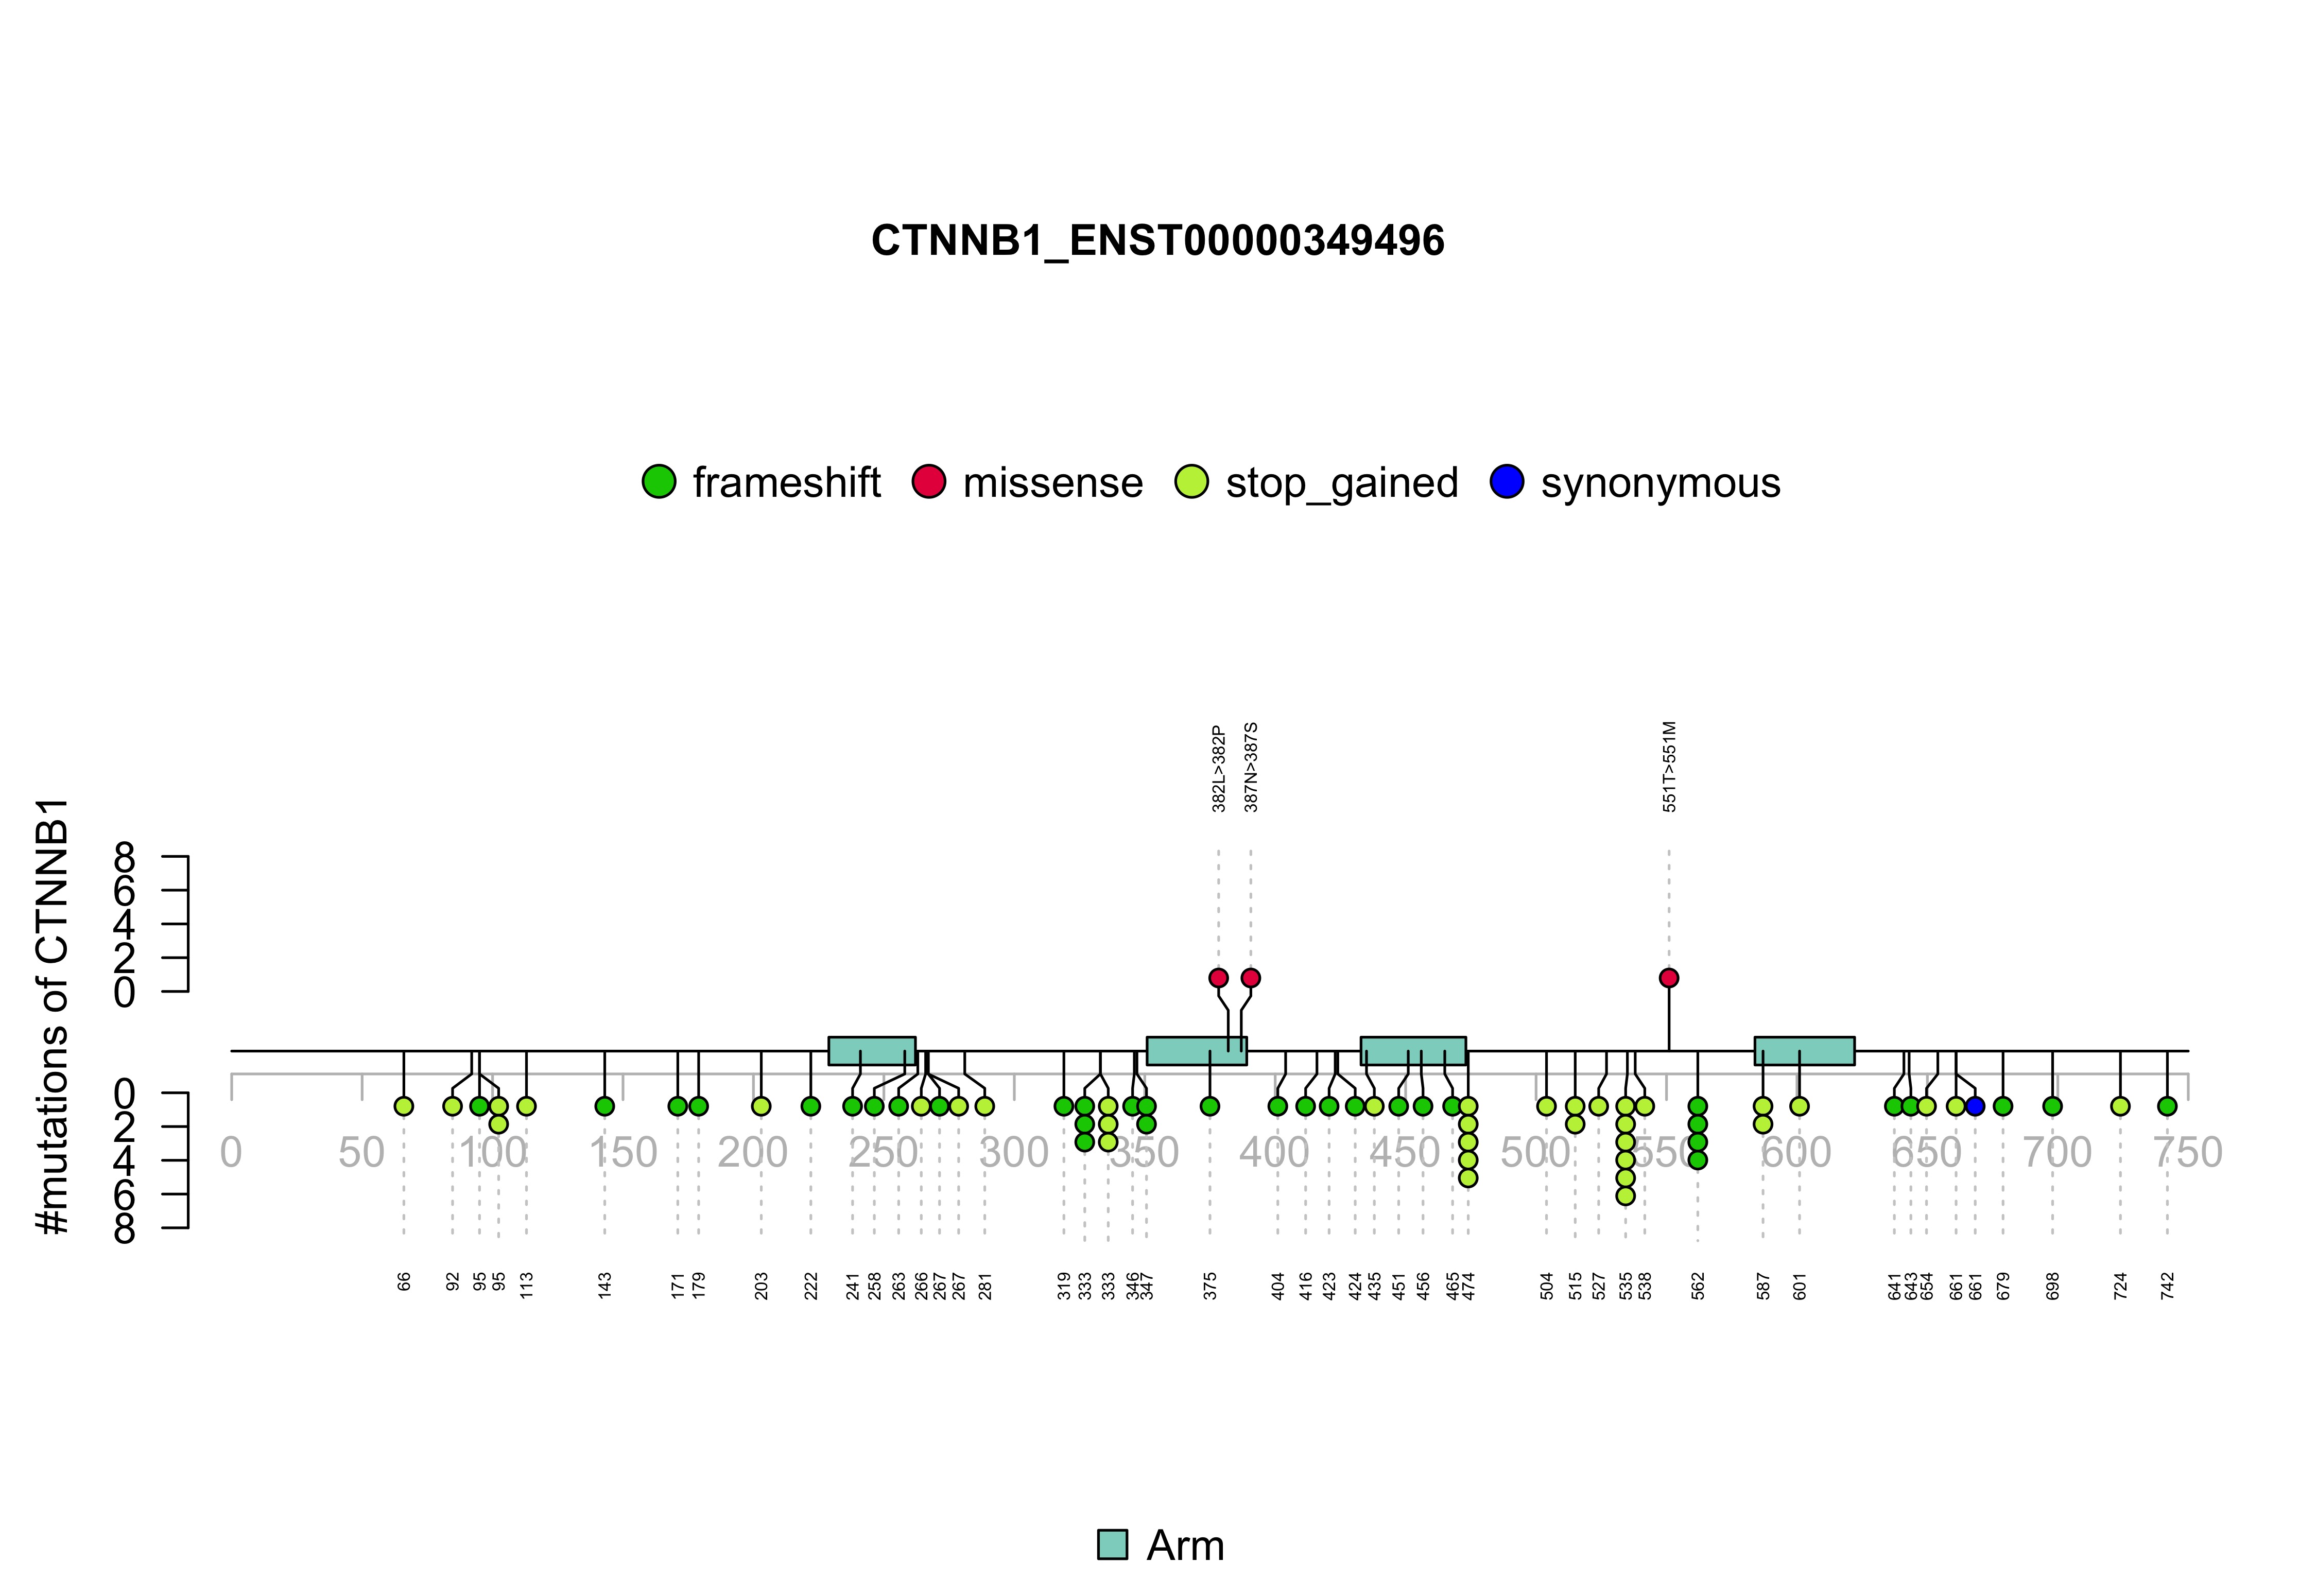 CTNNB1_ENST00000349496
frameshift missense stop_gained synonymous
382L>382P 387N>387S 551T>551M
#mutations of CTNNB1
8
6
4
2
0
0
2
4
6
8
0 50 100 150 200 250 300 350 400 450 500 550 600 650 700 750
66 92 95 95 113 143 171 179 203 222 241 258 263 266 267 267 281 319 333 333 346 347 375 404 416 423 424 435 451 456 465 474 504 515 527 535 538 562 587 601 641 643 654 661 661 679 698 724 742
Arm